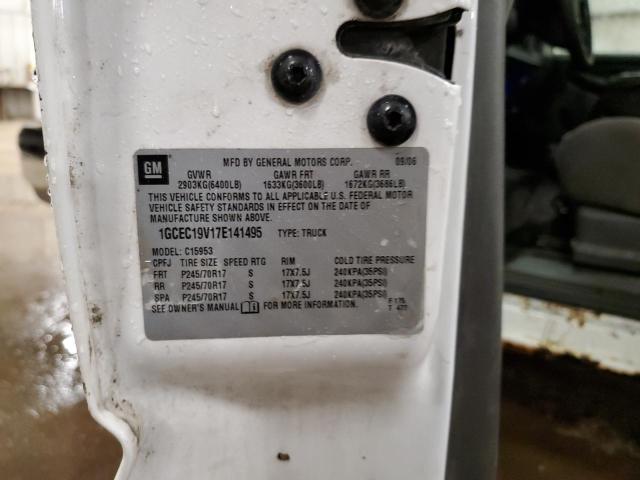 GM
MFD BY GENERAL MOTORS CORP. 09/06
GVWR GAWR FRT GAWR RR
2903KG(6400LB) 1633KG(3600LB) 1672KG(3686LB)
THIS VEHICLE CONFORMS TO ALL APPLICABLE U.S. FEDERAL MOTOR
VEHICLE SAFETY STANDARDS IN EFFECT ON THE DATE OF
MANUFACTURE SHOWN ABOVE.
1GCEC19V17E141495 TYPE: TRUCK
MODEL: C15953
CPFJ TIRE SIZE SPEED RTG RIM COLD TIRE PRESSURE
FRT P245/70R17 S 17X7.5J 240KPA(35PSI)
RR P245/70R17 S 17X7.5J 240KPA(35PSI)
SPA P245/70R17 S 17X7.5J 240KPA(35PSI)
SEE OWNER'S MANUAL FOR MORE INFORMATION.